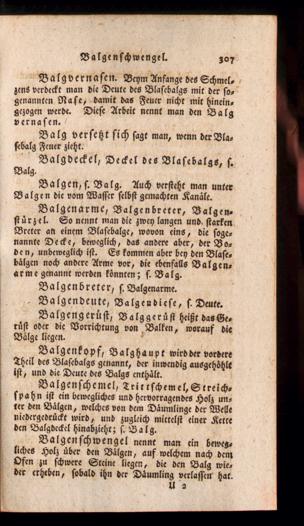 Balgenschwengel. 307
Balgvernasen. Beym Anfange des Schmel-
zens verdeckt man die Deute des Blasebalgs mit der so-
genannten Nase, damit das Feuer nicht mit hinein-
gezogen werde. Diese Arbeit nennt man den Balg
vernasen.
Balg versetzt sich sagt man, wenn der Bla-
sebalg Feuer zieht.
Balgdeckel, Deckel des Blasebalgs, s.
Balg.
Balgen, s. Balg. Auch versteht man unter
Balgen die vom Wasser selbst gemachten Kanäle.
Balgenarme, Balgenbreter, Balgen-
stürzel. So nennt man die zwey langen und starken
Breter an einem Blasebalge, wovon eins, die soge-
nannte Decke, beweglich, das andere aber, der Bo-
den, unbeweglich ist. Es kommen aber bey den Blase-
bälgen noch andere Arme vor, die ebenfalls Balgen-
arme genannt werden könnten; s. Balg.
Balgenbreter, s. Balgenarme.
Balgendeute, Balgendiese, s. Deute.
Balgengerüst, Balggerüst heißt das Ge-
rüst oder die Vorrichtung von Balken, worauf die
Bälge liegen.
Balgenkopf, Balghaupt wird der vordere
Theil des Blasebalgs genannt, der inwendig ausgehöhlt
ist, und die Deute des Balgs enthält.
Balgenschemel, Trittschemel, Streich-
spahn ist ein bewegliches und hervorragendes Holz un-
ter den Bälgen, welches von dem Däumlinge der Welle
niedergedrückt wird, und zugleich mittelst einer Kette
den Balgdeckel hinabzieht; s. Balg.
Balgenschwengel nennt man ein beweg-
liches Holz über den Bälgen, auf welchem nach dem
Ofen zu schwere Steine liegen, die den Balg wie-
der erheben, sobald ihn der Däumling verlassen hat.
U 2